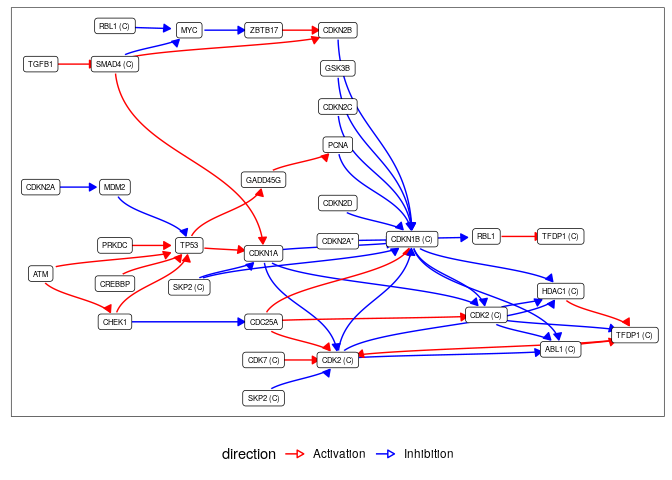 RBL1 (C)
MYC
ZBTB17
CDKN2B
TGFB1
SMAD4 (C)
GSK3B
CDKN2C
PCNA
CDKN2A
MDM2
GADD45G
CDKN2D
PRKDC
TP53
CDKN1A
CDKN2A*
CDKN1B (C)
RBL1
TFDP1 (C)
ATM
CREBBP
SKP2 (C)
HDAC1 (C)
CHEK1
CDC25A
CDK2 (C)
TFDP1 (C)
ABL1 (C)
CDK7 (C)
CDK2 (C)
SKP2 (C)
direction Activation Inhibition